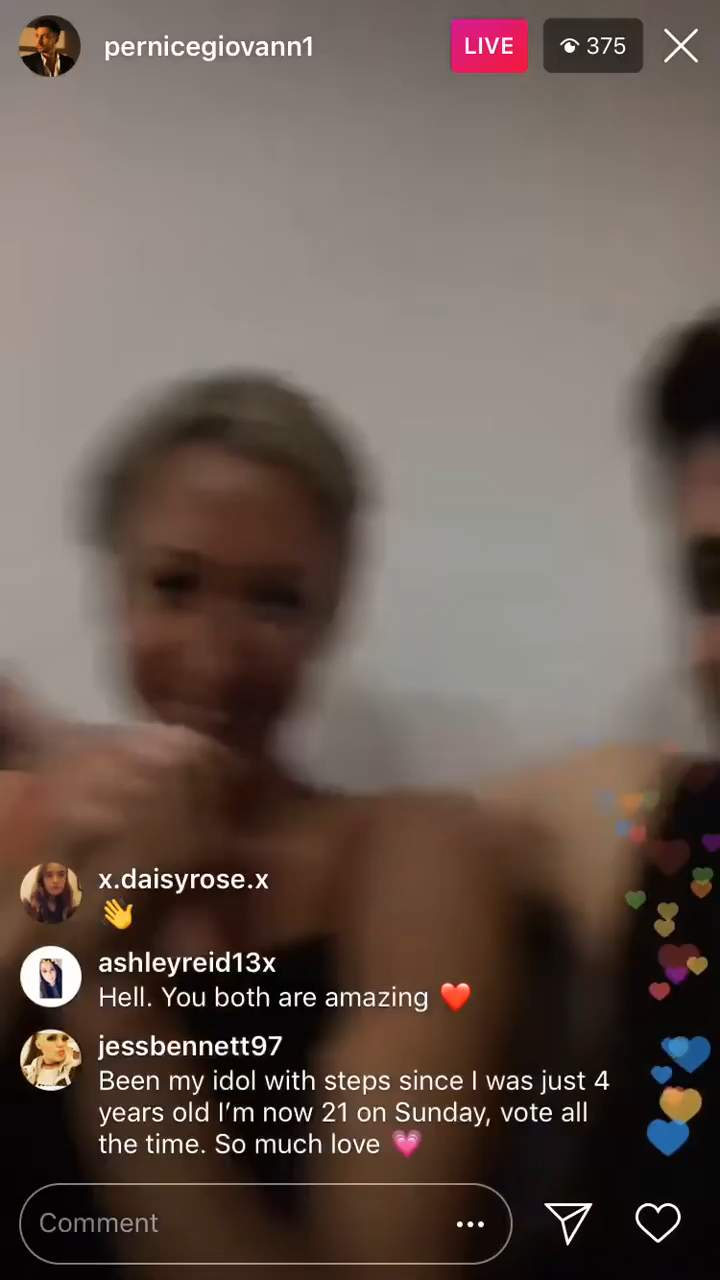 pernicegiovann1 LIVE 375
x.daisyrose.x
👋
ashleyreid13x
Hell. You both are amazing ❤️
jessbennett97
Been my idol with steps since I was just 4
years old I’m now 21 on Sunday, vote all
the time. So much love 💗
Comment